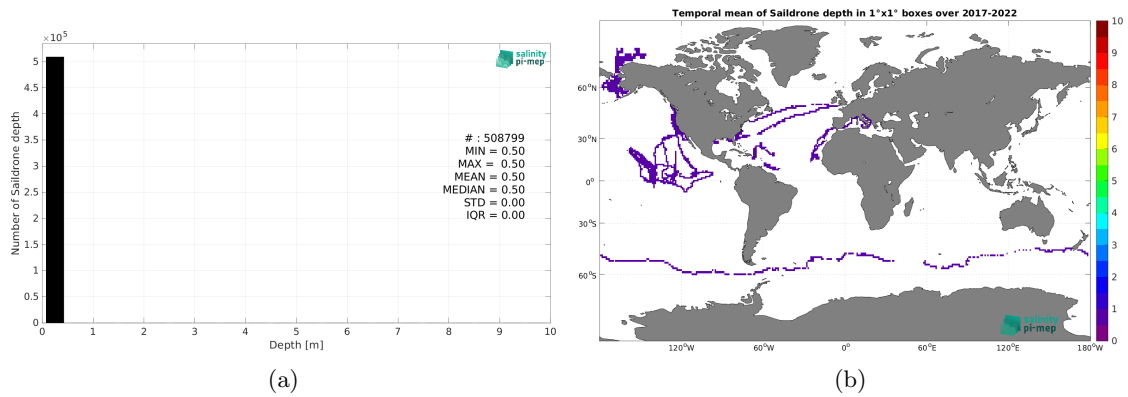 ×10⁵
5
4.5
4
3.5
3
2.5
2
1.5
1
0.5
0
Number of Saildrone depth
salinity
pi-mep
# : 508799
MIN = 0.50
MAX = 0.50
MEAN = 0.50
MEDIAN = 0.50
STD = 0.00
IQR = 0.00
0 1 2 3 4 5 6 7 8 9 10
Depth [m]
(a)
Temporal mean of Saildrone depth in 1°x1° boxes over 2017-2022
60°N
30°N
0°
30°S
60°S
120°W 60°W 0° 60°E 120°E 180°W
salinity
pi-mep
10
9
8
7
6
5
4
3
2
1
0
(b)